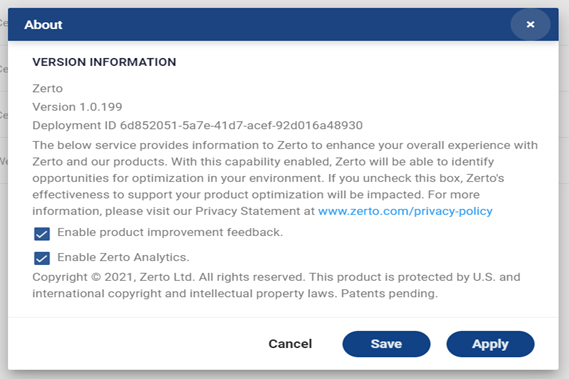 About
VERSION INFORMATION
Zerto
Version 1.0.199
Deployment ID 6d852051-5a7e-41d7-acef-92d016a48930
The below service provides information to Zerto to enhance your overall experience with
Zerto and our products. With this capability enabled, Zerto will be able to identify
opportunities for optimization in your environment. If you uncheck this box, Zerto's
effectiveness to support your product optimization will be impacted. For more
information, please visit our Privacy Statement at www.zerto.com/privacy-policy
Enable product improvement feedback.
Enable Zerto Analytics.
Copyright © 2021, Zerto Ltd. All rights reserved. This product is protected by U.S. and
international copyright and intellectual property laws. Patents pending.
Cancel Save Apply